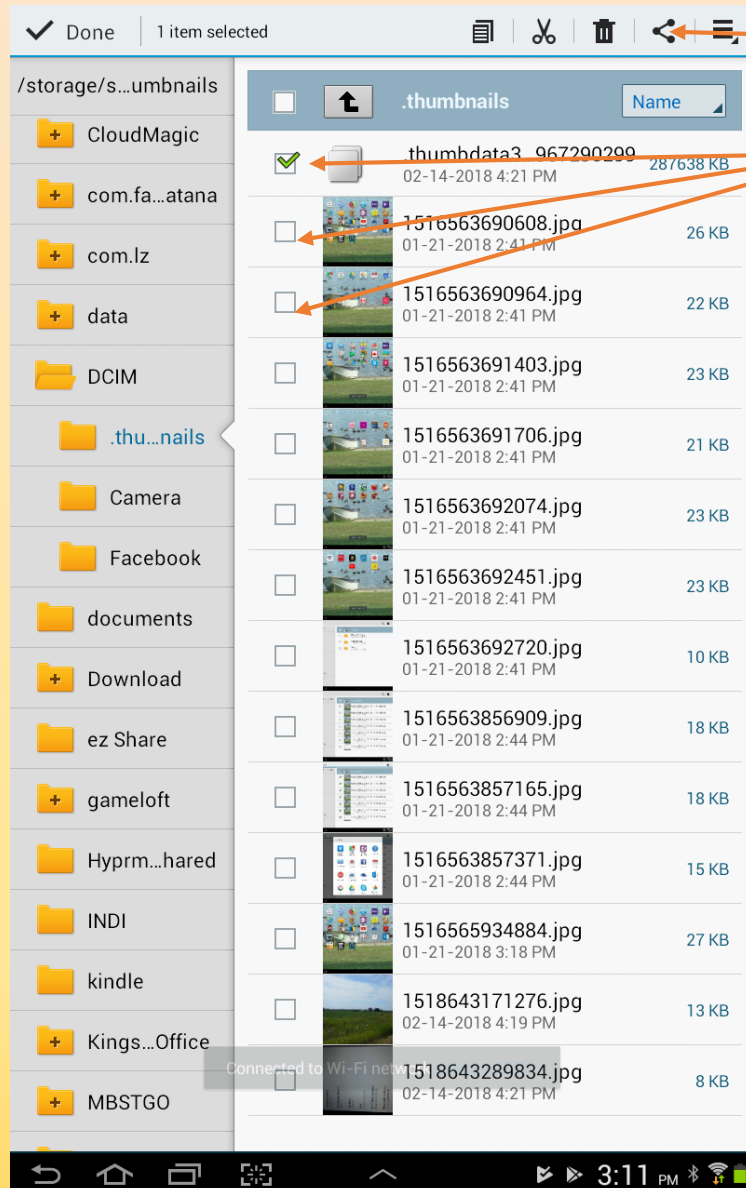 Done 1 item selected
/storage/s...umbnails
CloudMagic
com.fa...atana
com.lz
data
DCIM
.thu...nails
Camera
Facebook
documents
Download
ez Share
gameloft
Hyprm...hared
INDI
kindle
Kings...Office
MBSTGO
.thumbnails Name
.thumbdata3...967290299 287638 KB
02-14-2018 4:21 PM
1516563690608.jpg 26 KB
01-21-2018 2:41 PM
1516563690964.jpg 22 KB
01-21-2018 2:41 PM
1516563691403.jpg 23 KB
01-21-2018 2:41 PM
1516563691706.jpg 21 KB
01-21-2018 2:41 PM
1516563692074.jpg 23 KB
01-21-2018 2:41 PM
1516563692451.jpg 23 KB
01-21-2018 2:41 PM
1516563692720.jpg 10 KB
01-21-2018 2:41 PM
1516563856909.jpg 18 KB
01-21-2018 2:44 PM
1516563857165.jpg 18 KB
01-21-2018 2:44 PM
1516563857371.jpg 15 KB
01-21-2018 2:44 PM
1516565934884.jpg 27 KB
01-21-2018 3:18 PM
1518643171276.jpg 13 KB
02-14-2018 4:19 PM
1518643289834.jpg 8 KB
02-14-2018 4:21 PM
Connected to Wi-Fi network
3:11 PM